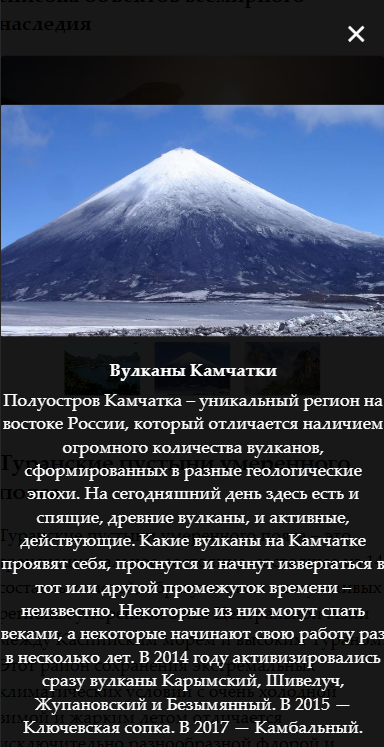 списка объектов всемирного
наследия
Вулканы Камчатки
Полуостров Камчатка – уникальный регион на
востоке России, который отличается наличием
огромного количества вулканов,
сформированных в разные геологические
эпохи. На сегодняшний день здесь есть и
спящие, древние вулканы, и активные,
действующие. Какие вулканы на Камчатке
проявят себя, проснутся и начнут извергаться в
тот или другой промежуток времени –
неизвестно. Некоторые из них могут спать
веками, а некоторые начинают свою работу раз
в несколько лет. В 2014 году активизировались
сразу вулканы Карымский, Шивелуч,
Жупановский и Безымянный. В 2015 —
Ключевская сопка. В 2017 — Камбальный.